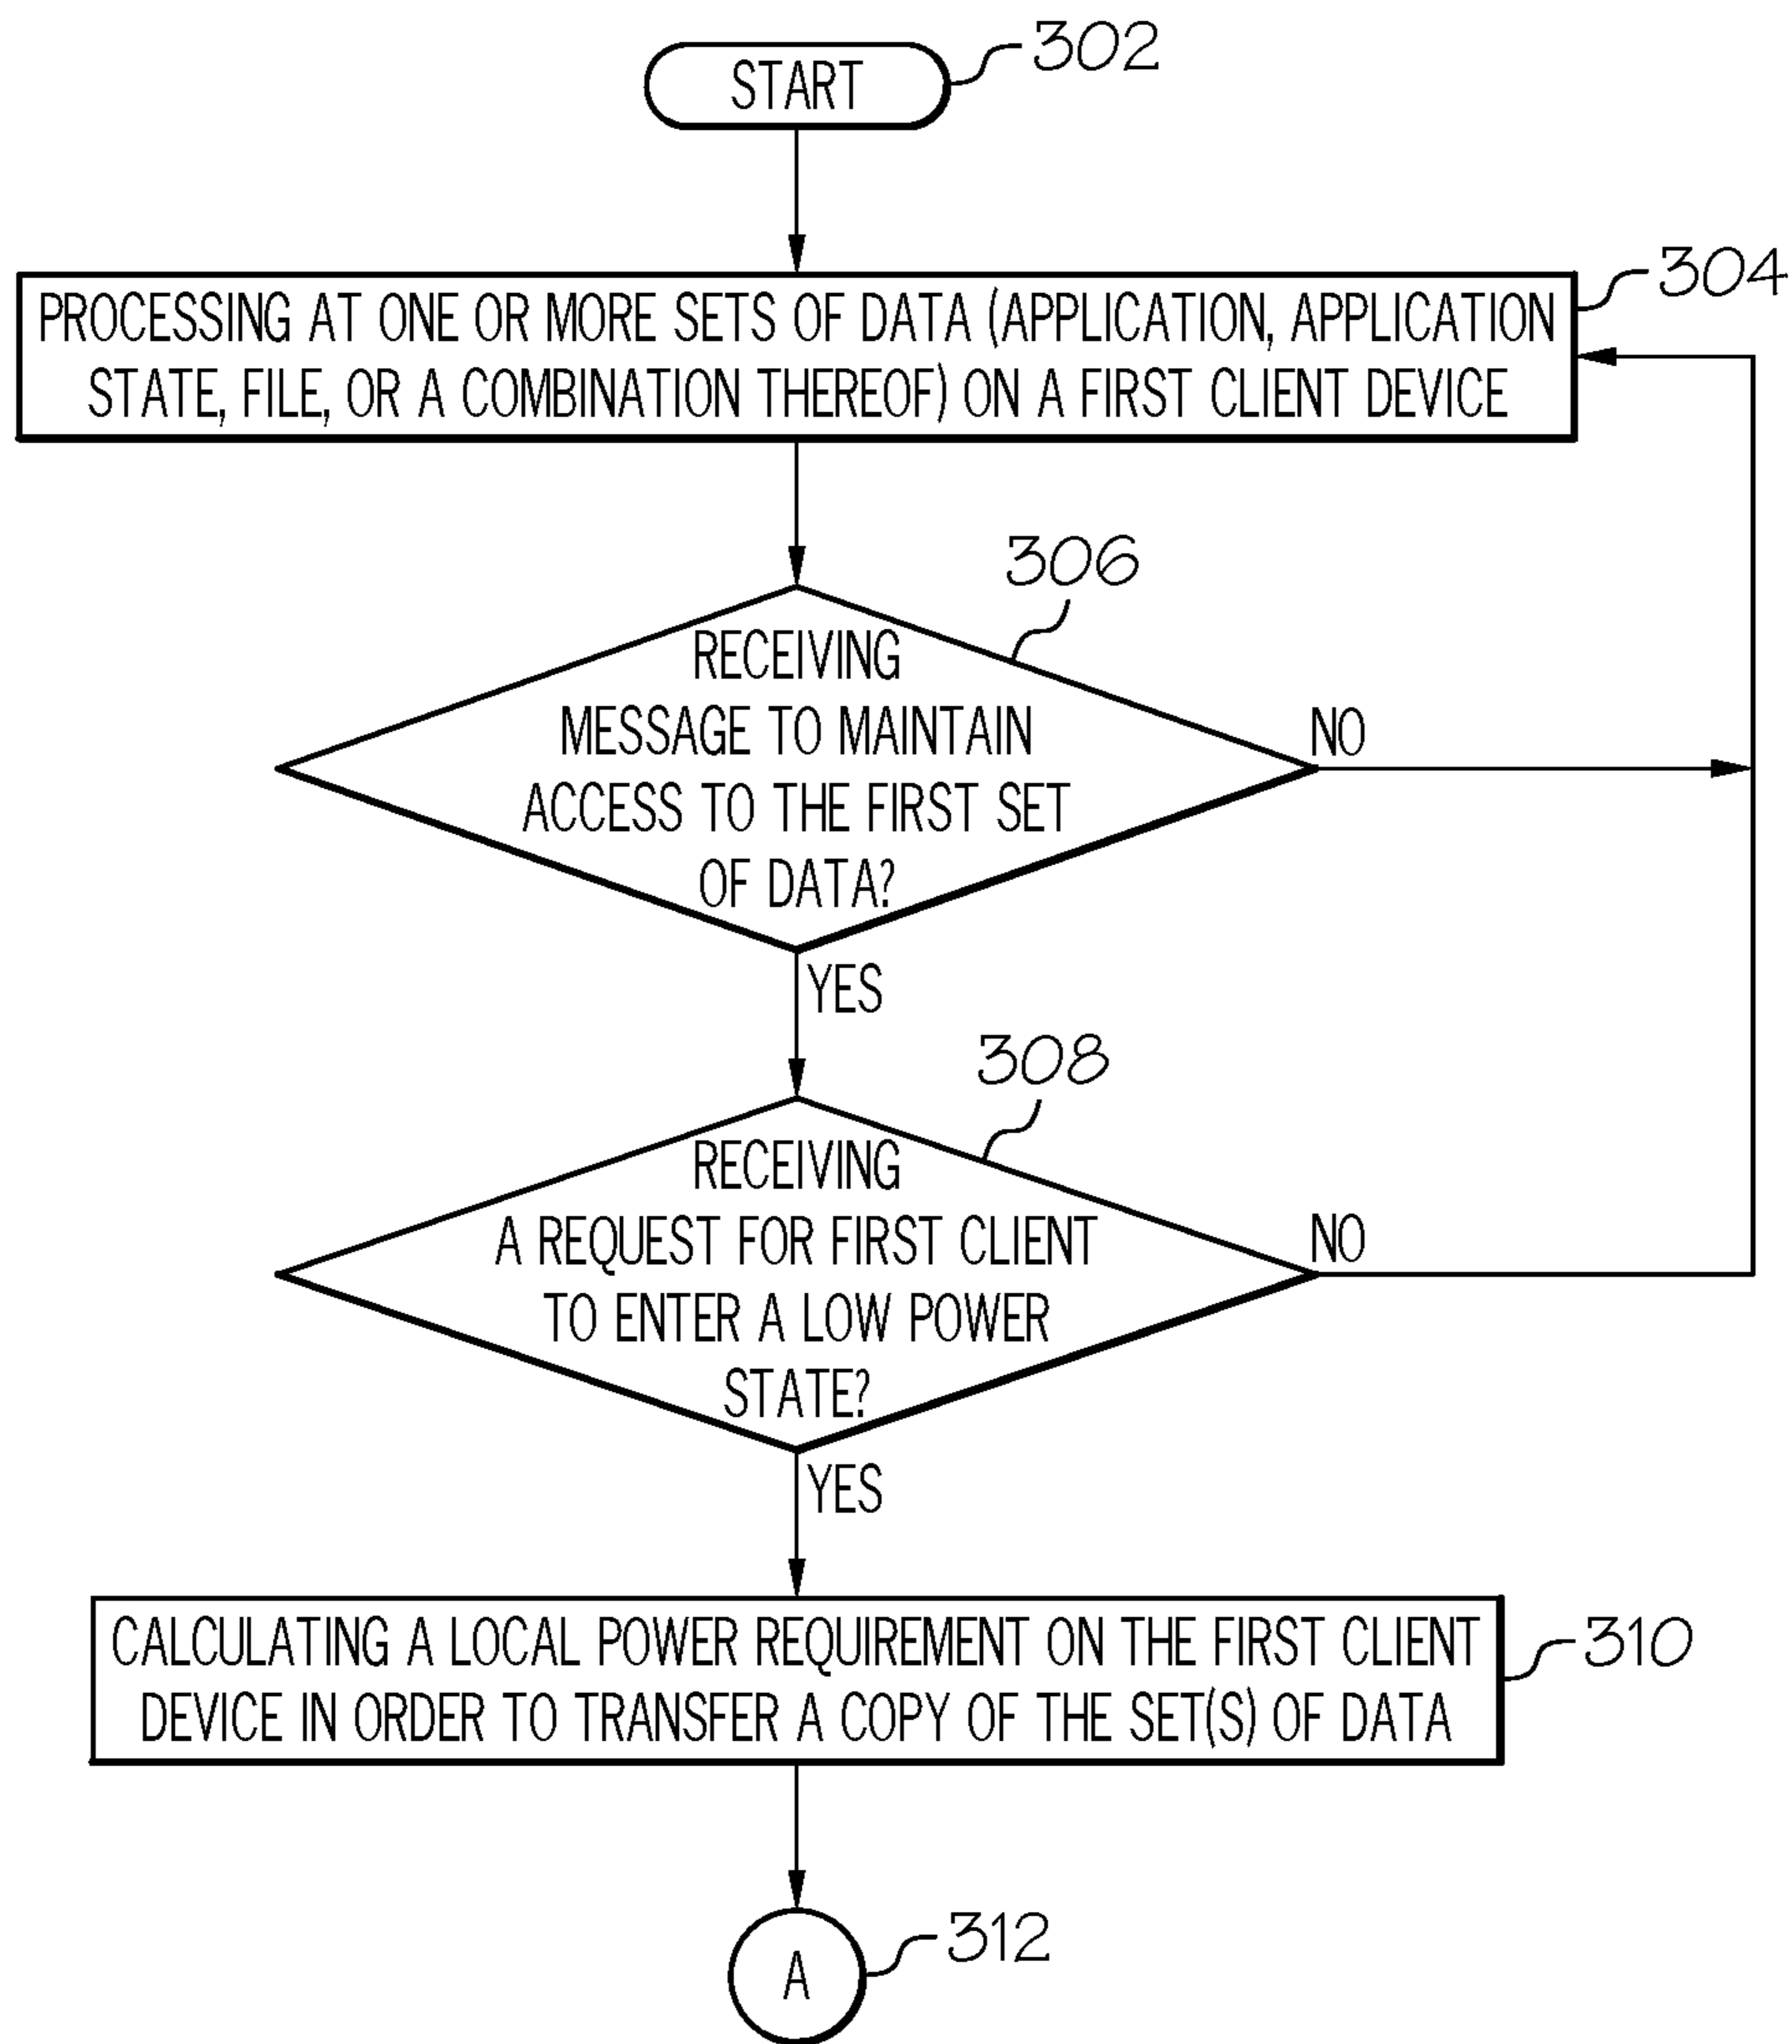 START
302
PROCESSING AT ONE OR MORE SETS OF DATA (APPLICATION, APPLICATION
STATE, FILE, OR A COMBINATION THEREOF) ON A FIRST CLIENT DEVICE
304
306
RECEIVING
MESSAGE TO MAINTAIN
ACCESS TO THE FIRST SET
OF DATA?
NO
YES
308
RECEIVING
A REQUEST FOR FIRST CLIENT
TO ENTER A LOW POWER
STATE?
NO
YES
CALCULATING A LOCAL POWER REQUIREMENT ON THE FIRST CLIENT
DEVICE IN ORDER TO TRANSFER A COPY OF THE SET(S) OF DATA
310
A
312